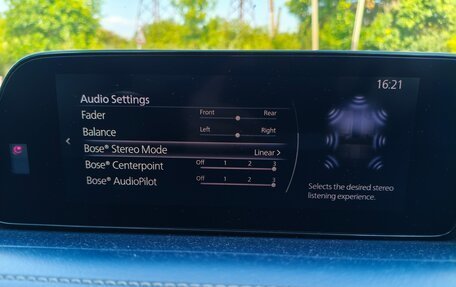 16:21
Audio Settings
Fader Front Rear
Balance Left Right
Bose® Stereo Mode Linear
Bose® Centerpoint Off 1 2 3
Bose® AudioPilot Off 1 2 3
Selects the desired stereo
listening experience.